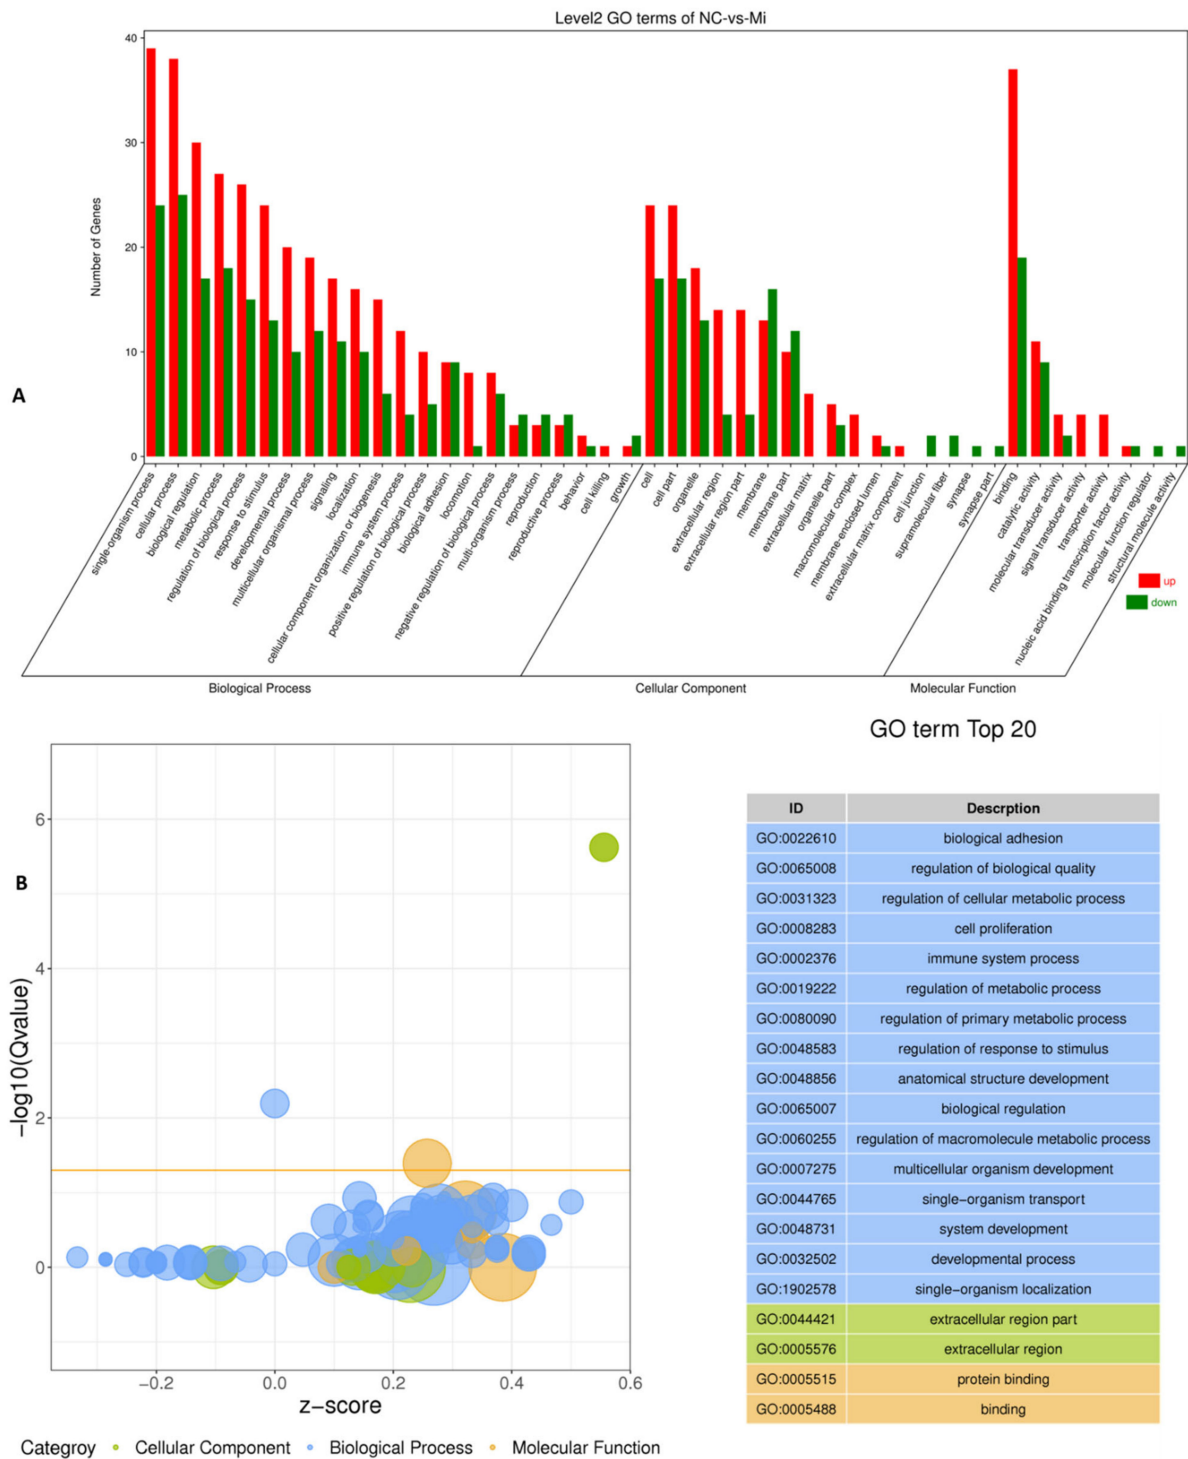 Level2 GO terms of NC-vs-Mi
40
30
20
10
0
Number of Genes
A
single-organism process
cellular process
biological regulation
metabolic process
regulation of biological process
response to stimulus
developmental process
multicellular organismal process
signaling
localization
cellular component organization or biogenesis
immune system process
positive regulation of biological process
biological adhesion
locomotion
negative regulation of biological process
multi-organism process
reproduction
reproductive process
behavior
cell killing
growth
cell
cell part
organelle
extracellular region
extracellular region part
membrane
membrane part
extracellular matrix
organelle part
macromolecular complex
membrane-enclosed lumen
extracellular matrix component
cell junction
supramolecular fiber
synapse
synapse part
binding
catalytic activity
molecular transducer activity
signal transducer activity
transporter activity
nucleic acid binding transcription factor activity
molecular function regulator
structural molecule activity
up
down
Biological Process
Cellular Component
Molecular Function
B
6
4
2
0
−log10(Qvalue)
−0.2
0.0
0.2
0.4
0.6
z−score
Categroy
Cellular Component
Biological Process
Molecular Function
GO term Top 20
ID Descrption
GO:0022610 biological adhesion
GO:0065008 regulation of biological quality
GO:0031323 regulation of cellular metabolic process
GO:0008283 cell proliferation
GO:0002376 immune system process
GO:0019222 regulation of metabolic process
GO:0080090 regulation of primary metabolic process
GO:0048583 regulation of response to stimulus
GO:0048856 anatomical structure development
GO:0065007 biological regulation
GO:0060255 regulation of macromolecule metabolic process
GO:0007275 multicellular organism development
GO:0044765 single−organism transport
GO:0048731 system development
GO:0032502 developmental process
GO:1902578 single−organism localization
GO:0044421 extracellular region part
GO:0005576 extracellular region
GO:0005515 protein binding
GO:0005488 binding